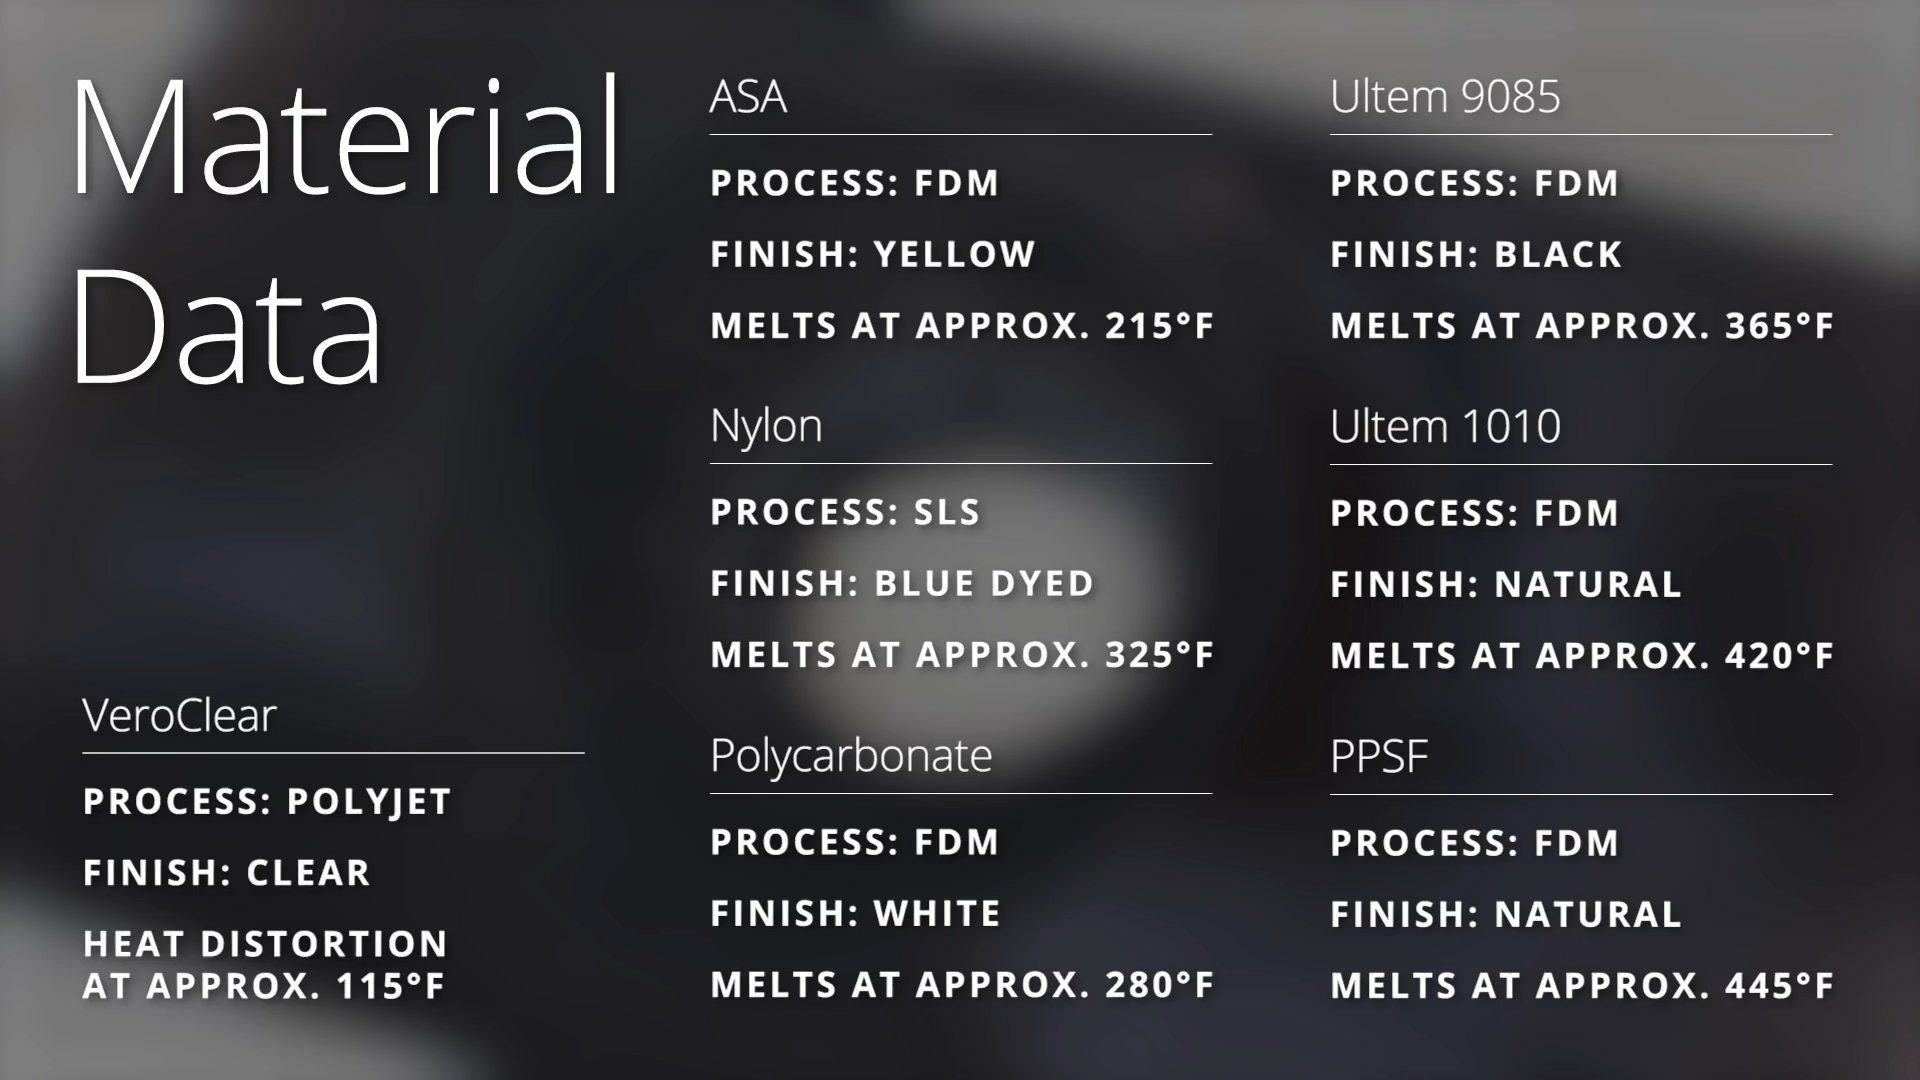 Material
Data
VeroClear
PROCESS: POLYJET
FINISH: CLEAR
HEAT DISTORTION
AT APPROX. 115°F
ASA
PROCESS: FDM
FINISH: YELLOW
MELTS AT APPROX. 215°F
Nylon
PROCESS: SLS
FINISH: BLUE DYED
MELTS AT APPROX. 325°F
Polycarbonate
PROCESS: FDM
FINISH: WHITE
MELTS AT APPROX. 280°F
Ultem 9085
PROCESS: FDM
FINISH: BLACK
MELTS AT APPROX. 365°F
Ultem 1010
PROCESS: FDM
FINISH: NATURAL
MELTS AT APPROX. 420°F
PPSF
PROCESS: FDM
FINISH: NATURAL
MELTS AT APPROX. 445°F